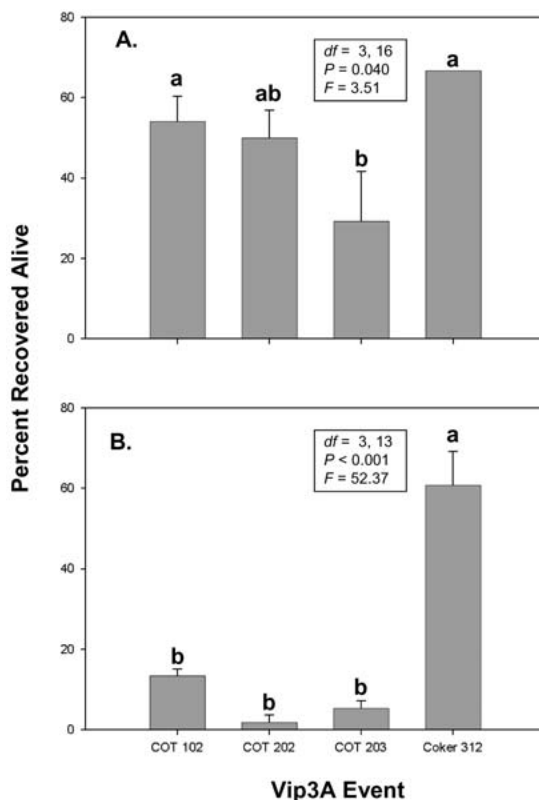 80
A.
a
ab
b
a
df = 3, 16
P = 0.040
F = 3.51
60
40
20
0
Percent Recovered Alive
80
B.
b
b
b
a
df = 3, 13
P < 0.001
F = 52.37
60
40
20
0
COT 102 COT 202 COT 203 Coker 312
Vip3A Event